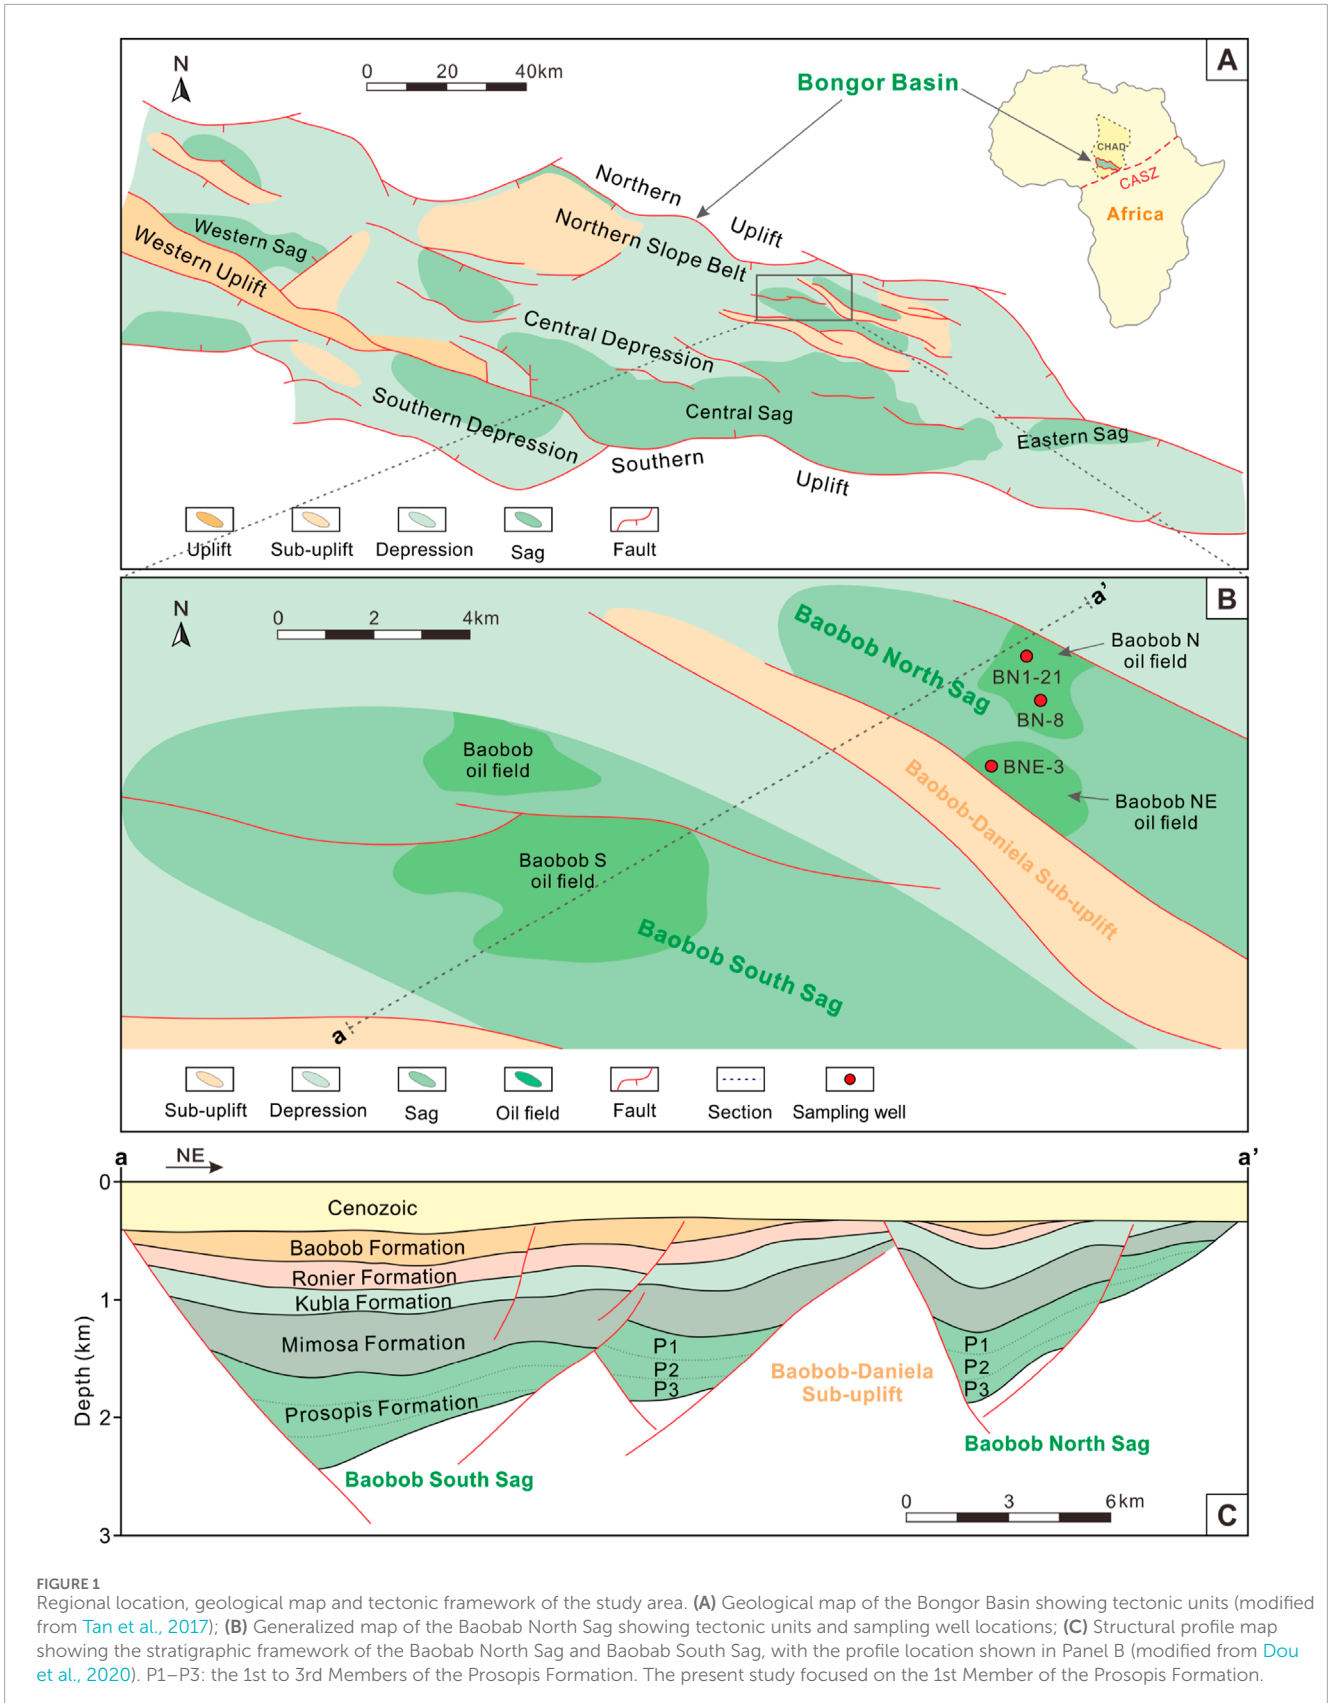 A
N
0 20 40km
Bongor Basin
CHAD
CASZ
Africa
Northern
Uplift
Northern Slope Belt
Western Sag
Western Uplift
Central Depression
Southern Depression
Central Sag
Eastern Sag
Southern
Uplift
Uplift
Sub-uplift
Depression
Sag
Fault
B
N
0 2 4km
a’
Baobob North Sag
Baobob N
oil field
BN1-21
BN-8
BNE-3
Baobob NE
oil field
Baobob
oil field
Baobob-Daniela Sub-uplift
Baobob S
oil field
Baobob South Sag
a
Sub-uplift
Depression
Sag
Oil field
Fault
Section
Sampling well
a
NE
a’
0
Cenozoic
Baobob Formation
Ronier Formation
1
Kubla Formation
Mimosa Formation
P1
P2
P3
P1
P2
P3
Depth (km)
Baobob-Daniela
Sub-uplift
2
Prosopis Formation
Baobob North Sag
Baobob South Sag
0 3 6km
C
3
FIGURE 1
Regional location, geological map and tectonic framework of the study area. (A) Geological map of the Bongor Basin showing tectonic units (modified
from Tan et al., 2017); (B) Generalized map of the Baobab North Sag showing tectonic units and sampling well locations; (C) Structural profile map
showing the stratigraphic framework of the Baobab North Sag and Baobab South Sag, with the profile location shown in Panel B (modified from Dou
et al., 2020). P1–P3: the 1st to 3rd Members of the Prosopis Formation. The present study focused on the 1st Member of the Prosopis Formation.